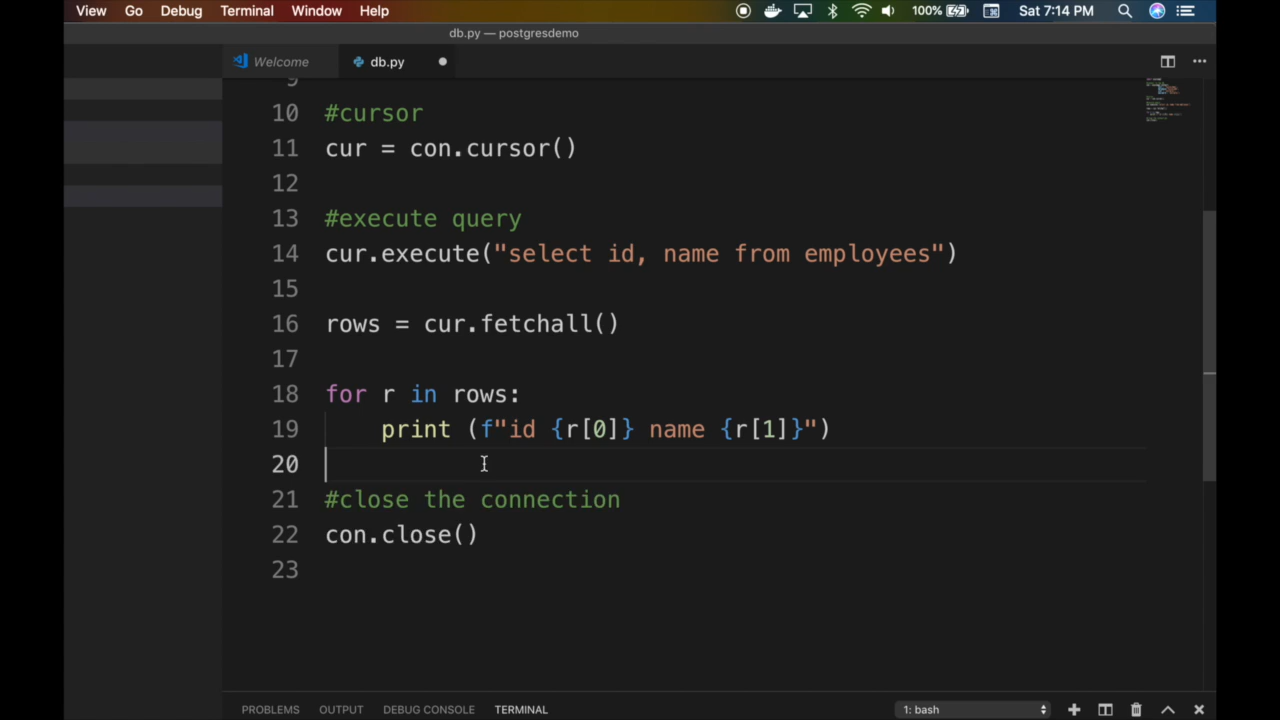 View Go Debug Terminal Window Help 100% Sat 7:14 PM
db.py — postgresdemo
Welcome db.py
9
10 #cursor
11 cur = con.cursor()
12
13 #execute query
14 cur.execute("select id, name from employees")
15
16 rows = cur.fetchall()
17
18 for r in rows:
19     print (f"id {r[0]} name {r[1]}")
20
21 #close the connection
22 con.close()
23
PROBLEMS OUTPUT DEBUG CONSOLE TERMINAL 1: bash